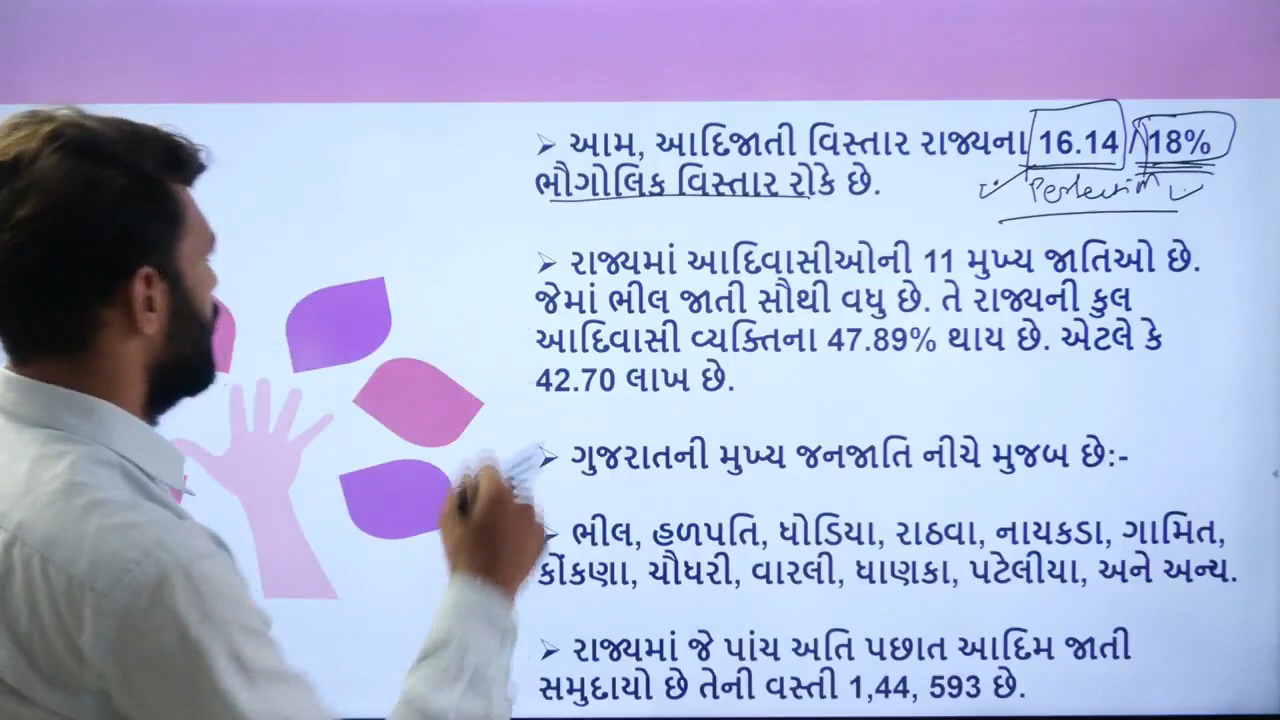 ➢ આમ, આદિજાતી વિસ્તાર રાજ્યના 16.14 / 18%
ભૌગોલિક વિસ્તાર રોકે છે.
➢ રાજ્યમાં આદિવાસીઓની 11 મુખ્ય જાતિઓ છે.
જેમાં ભીલ જાતી સૌથી વધુ છે. તે રાજ્યની કુલ
આદિવાસી વ્યક્તિના 47.89% થાય છે. એટલે કે
42.70 લાખ છે.
➢ ગુજરાતની મુખ્ય જનજાતિ નીચે મુજબ છે:-
➢ ભીલ, હળપતિ, ધોડિયા, રાઠવા, નાયકડા, ગામિત,
કોંકણા, ચૌધરી, વારલી, ધાણકા, પટેલીયા, અને અન્ય.
➢ રાજ્યમાં જે પાંચ અતિ પછાત આદિમ જાતી
સમુદાયો છે તેની વસ્તી 1,44, 593 છે.